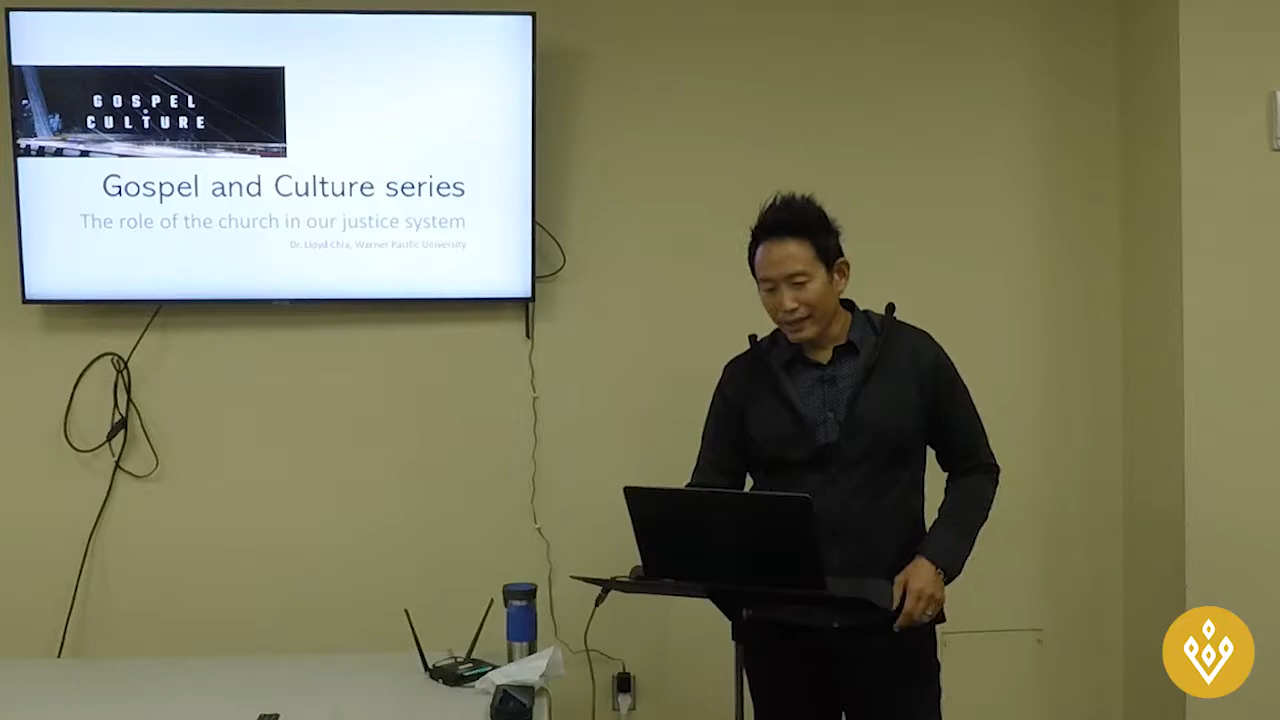 GOSPEL
CULTURE
Gospel and Culture series
The role of the church in our justice system
Dr. Lloyd Chia, Warner Pacific University